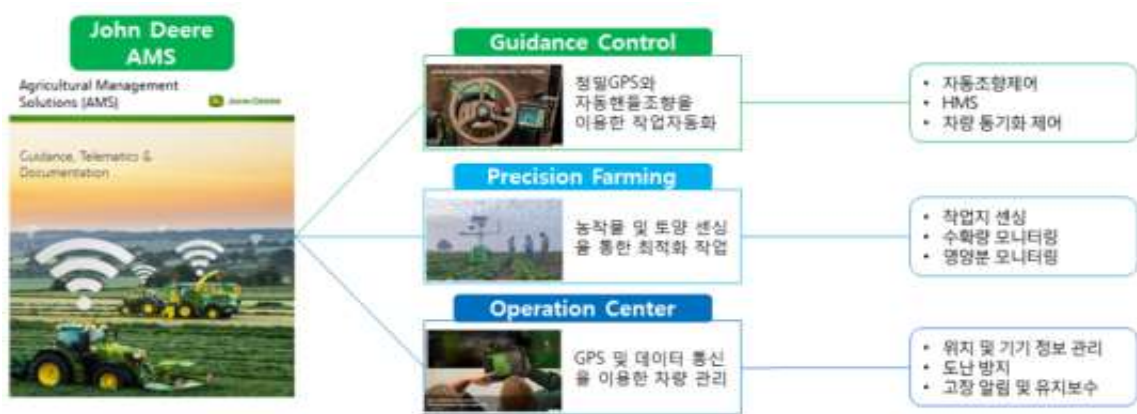 John Deere
AMS
Agricultural Management
Solutions (AMS)
JOHN DEERE
Guidance, Telematics &
Documentation
Guidance Control
정밀GPS와
자동핸들조향을
이용한 작업자동화
• 자동조향제어
• HMS
• 차량 동기화 제어
Precision Farming
농작물 및 토양 센싱
을 통한 최적화 작업
• 작업지 센싱
• 수확량 모니터링
• 영양분 모니터링
Operation Center
GPS 및 데이터 통신
을 이용한 차량 관리
• 위치 및 기기 정보 관리
• 도난 방지
• 고장 알림 및 유지보수